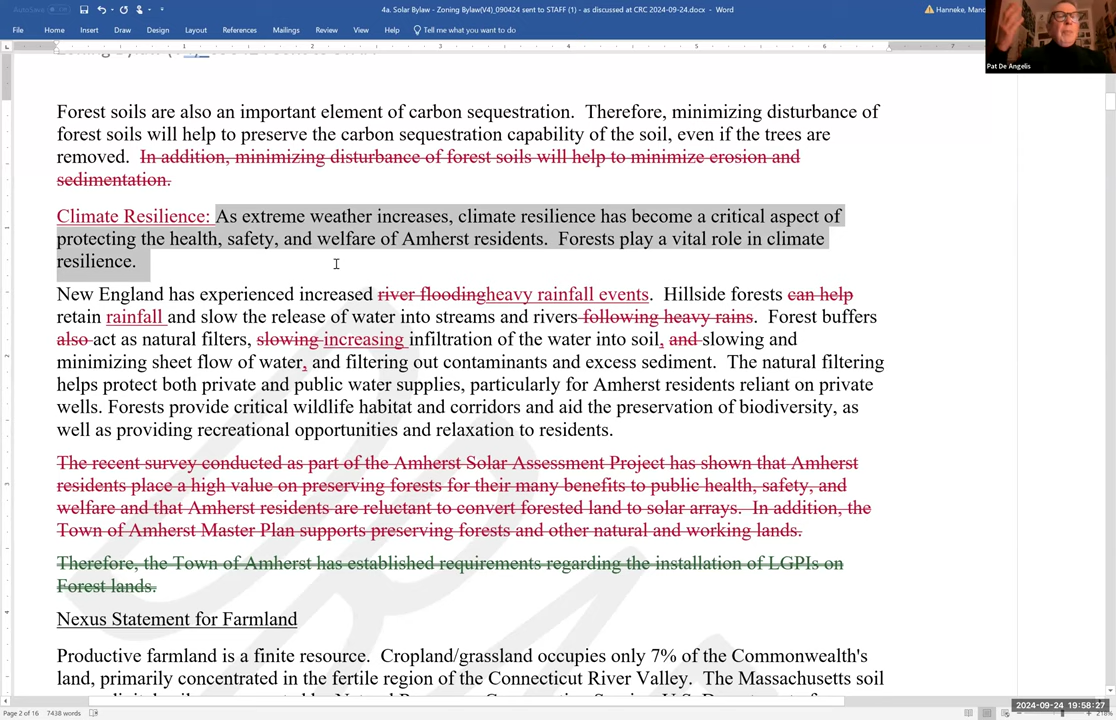 AutoSave
4a. Solar Bylaw - Zoning Bylaw(V4)_090424 sent to STAFF (1) - as discussed at CRC 2024-09-24.docx - Word
Hanneke, Manc
File Home Insert Draw Design Layout References Mailings Review View Help Tell me what you want to do
Pat De Angelis
Forest soils are also an important element of carbon sequestration. Therefore, minimizing disturbance of
forest soils will help to preserve the carbon sequestration capability of the soil, even if the trees are
removed. In addition, minimizing disturbance of forest soils will help to minimize erosion and
sedimentation.
Climate Resilience: As extreme weather increases, climate resilience has become a critical aspect of
protecting the health, safety, and welfare of Amherst residents. Forests play a vital role in climate
resilience.
New England has experienced increased river floodingheavy rainfall events. Hillside forests can help
retain rainfall and slow the release of water into streams and rivers following heavy rains. Forest buffers
also act as natural filters, slowing increasing infiltration of the water into soil, and slowing and
minimizing sheet flow of water, and filtering out contaminants and excess sediment. The natural filtering
helps protect both private and public water supplies, particularly for Amherst residents reliant on private
wells. Forests provide critical wildlife habitat and corridors and aid the preservation of biodiversity, as
well as providing recreational opportunities and relaxation to residents.
The recent survey conducted as part of the Amherst Solar Assessment Project has shown that Amherst
residents place a high value on preserving forests for their many benefits to public health, safety, and
welfare and that Amherst residents are reluctant to convert forested land to solar arrays. In addition, the
Town of Amherst Master Plan supports preserving forests and other natural and working lands.
Therefore, the Town of Amherst has established requirements regarding the installation of LGPIs on
Forest lands.
Nexus Statement for Farmland
Productive farmland is a finite resource. Cropland/grassland occupies only 7% of the Commonwealth's
land, primarily concentrated in the fertile region of the Connecticut River Valley. The Massachusetts soil
Page 2 of 16 7438 words
2024-09-24 19:58:27